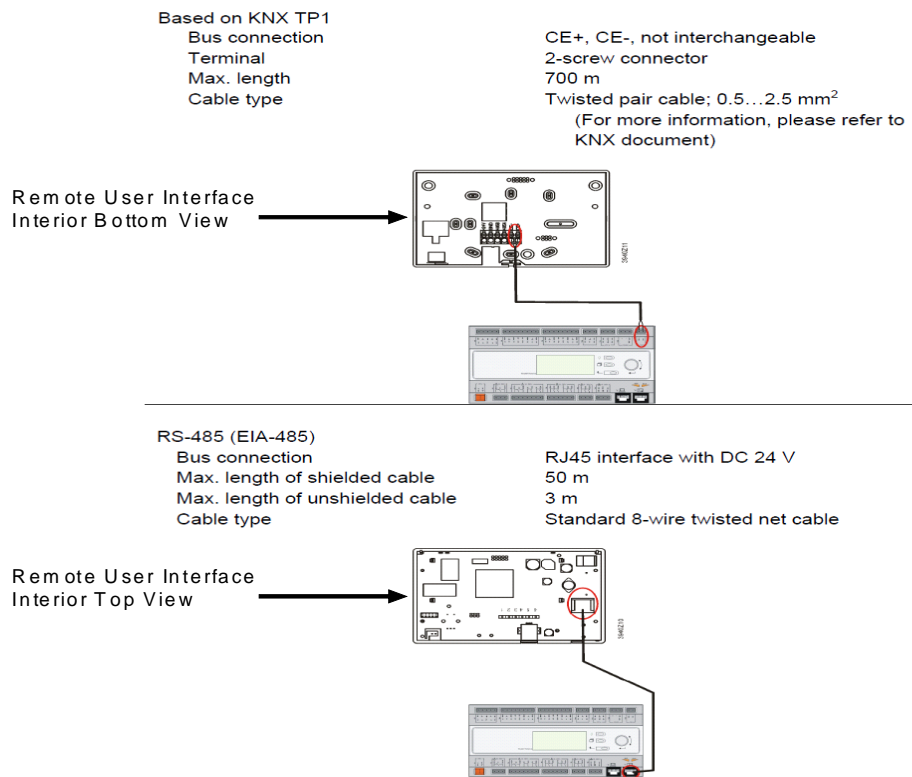 Based on KNX TP1
Bus connection CE+, CE-, not interchangeable
Terminal 2-screw connector
Max. length 700 m
Cable type Twisted pair cable; 0.5...2.5 mm²
(For more information, please refer to
KNX document)
Remote User Interface
Interior Bottom View
3946Z11
RS-485 (EIA-485)
Bus connection RJ45 interface with DC 24 V
Max. length of shielded cable 50 m
Max. length of unshielded cable 3 m
Cable type Standard 8-wire twisted net cable
Remote User Interface
Interior Top View
3946Z10